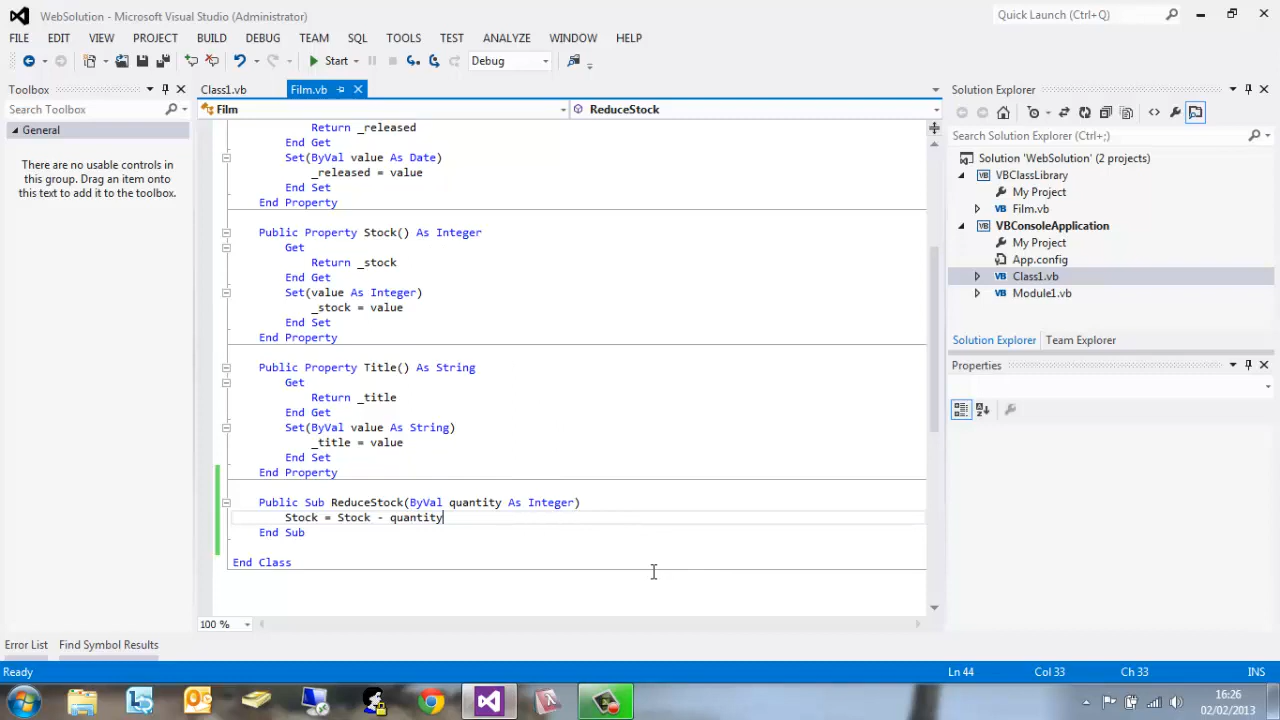 WebSolution - Microsoft Visual Studio (Administrator)
Quick Launch (Ctrl+Q)
FILE EDIT VIEW PROJECT BUILD DEBUG TEAM SQL TOOLS TEST ANALYZE WINDOW HELP
Start Debug
Toolbox
Search Toolbox
General
There are no usable controls in
this group. Drag an item onto
this text to add it to the toolbox.
Class1.vb Film.vb
Film ReduceStock
Return _released
End Get
Set(ByVal value As Date)
_released = value
End Set
End Property
Public Property Stock() As Integer
Get
Return _stock
End Get
Set(value As Integer)
_stock = value
End Set
End Property
Public Property Title() As String
Get
Return _title
End Get
Set(ByVal value As String)
_title = value
End Set
End Property
Public Sub ReduceStock(ByVal quantity As Integer)
Stock = Stock - quantity
End Sub
End Class
100 %
Solution Explorer
Search Solution Explorer (Ctrl+;)
Solution 'WebSolution' (2 projects)
VBClassLibrary
My Project
VB Film.vb
VBConsoleApplication
My Project
App.config
VB Class1.vb
VB Module1.vb
Solution Explorer Team Explorer
Properties
Error List Find Symbol Results
Ready Ln 44 Col 33 Ch 33 INS
16:26
02/02/2013